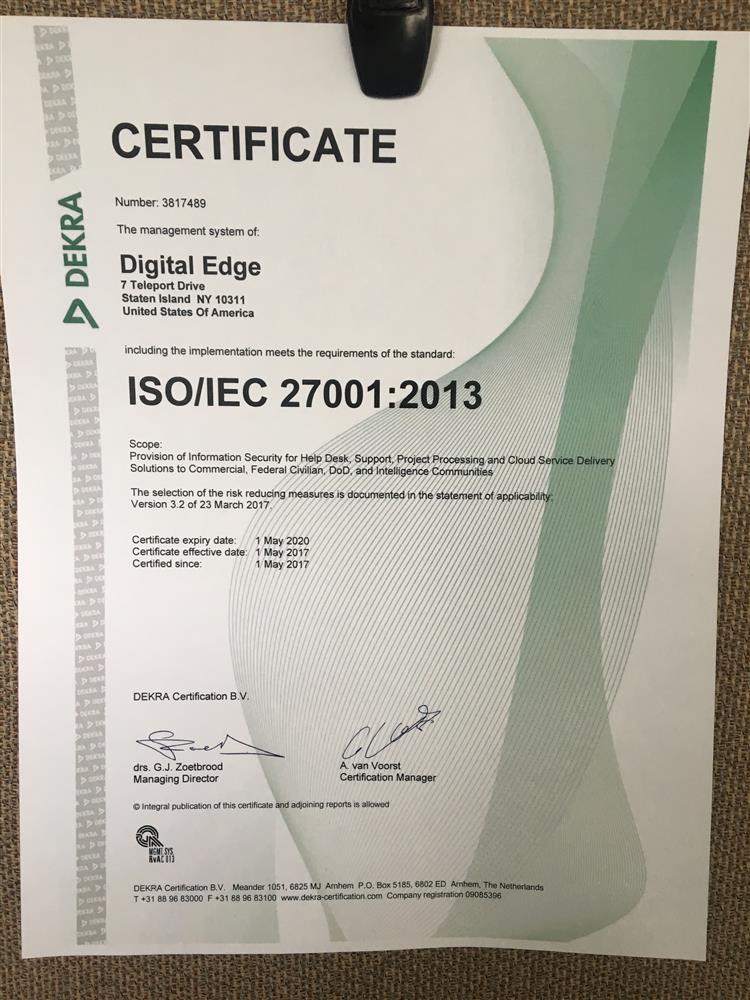 CERTIFICATE
DEKRA
Number: 3817489
The management system of:
Digital Edge
7 Teleport Drive
Staten Island NY 10311
United States Of America
including the implementation meets the requirements of the standard:
ISO/IEC 27001:2013
Scope:
Provision of Information Security for Help Desk, Support, Project Processing and Cloud Service Delivery
Solutions to Commercial, Federal Civilian, DoD, and Intelligence Communities
The selection of the risk reducing measures is documented in the statement of applicability:
Version 3.2 of 23 March 2017.
Certificate expiry date: 1 May 2020
Certificate effective date: 1 May 2017
Certified since: 1 May 2017
DEKRA Certification B.V.
drs. G.J. Zoetbrood
Managing Director
A. van Voorst
Certification Manager
© Integral publication of this certificate and adjoining reports is allowed
MGMT.SYS.
RvAC 013
DEKRA Certification B.V. Meander 1051, 6825 MJ Arnhem P.O. Box 5185, 6802 ED Arnhem, The Netherlands
T +31 88 96 83000 F +31 88 96 83100 www.dekra-certification.com Company registration 09085396